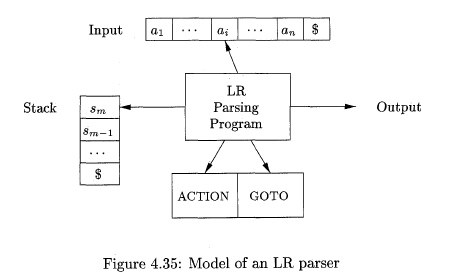 Input a₁ ··· aᵢ ··· aₙ $
LR
Parsing
Program
Stack
sₘ
sₘ₋₁
···
$
Output
ACTION GOTO
Figure 4.35: Model of an LR parser